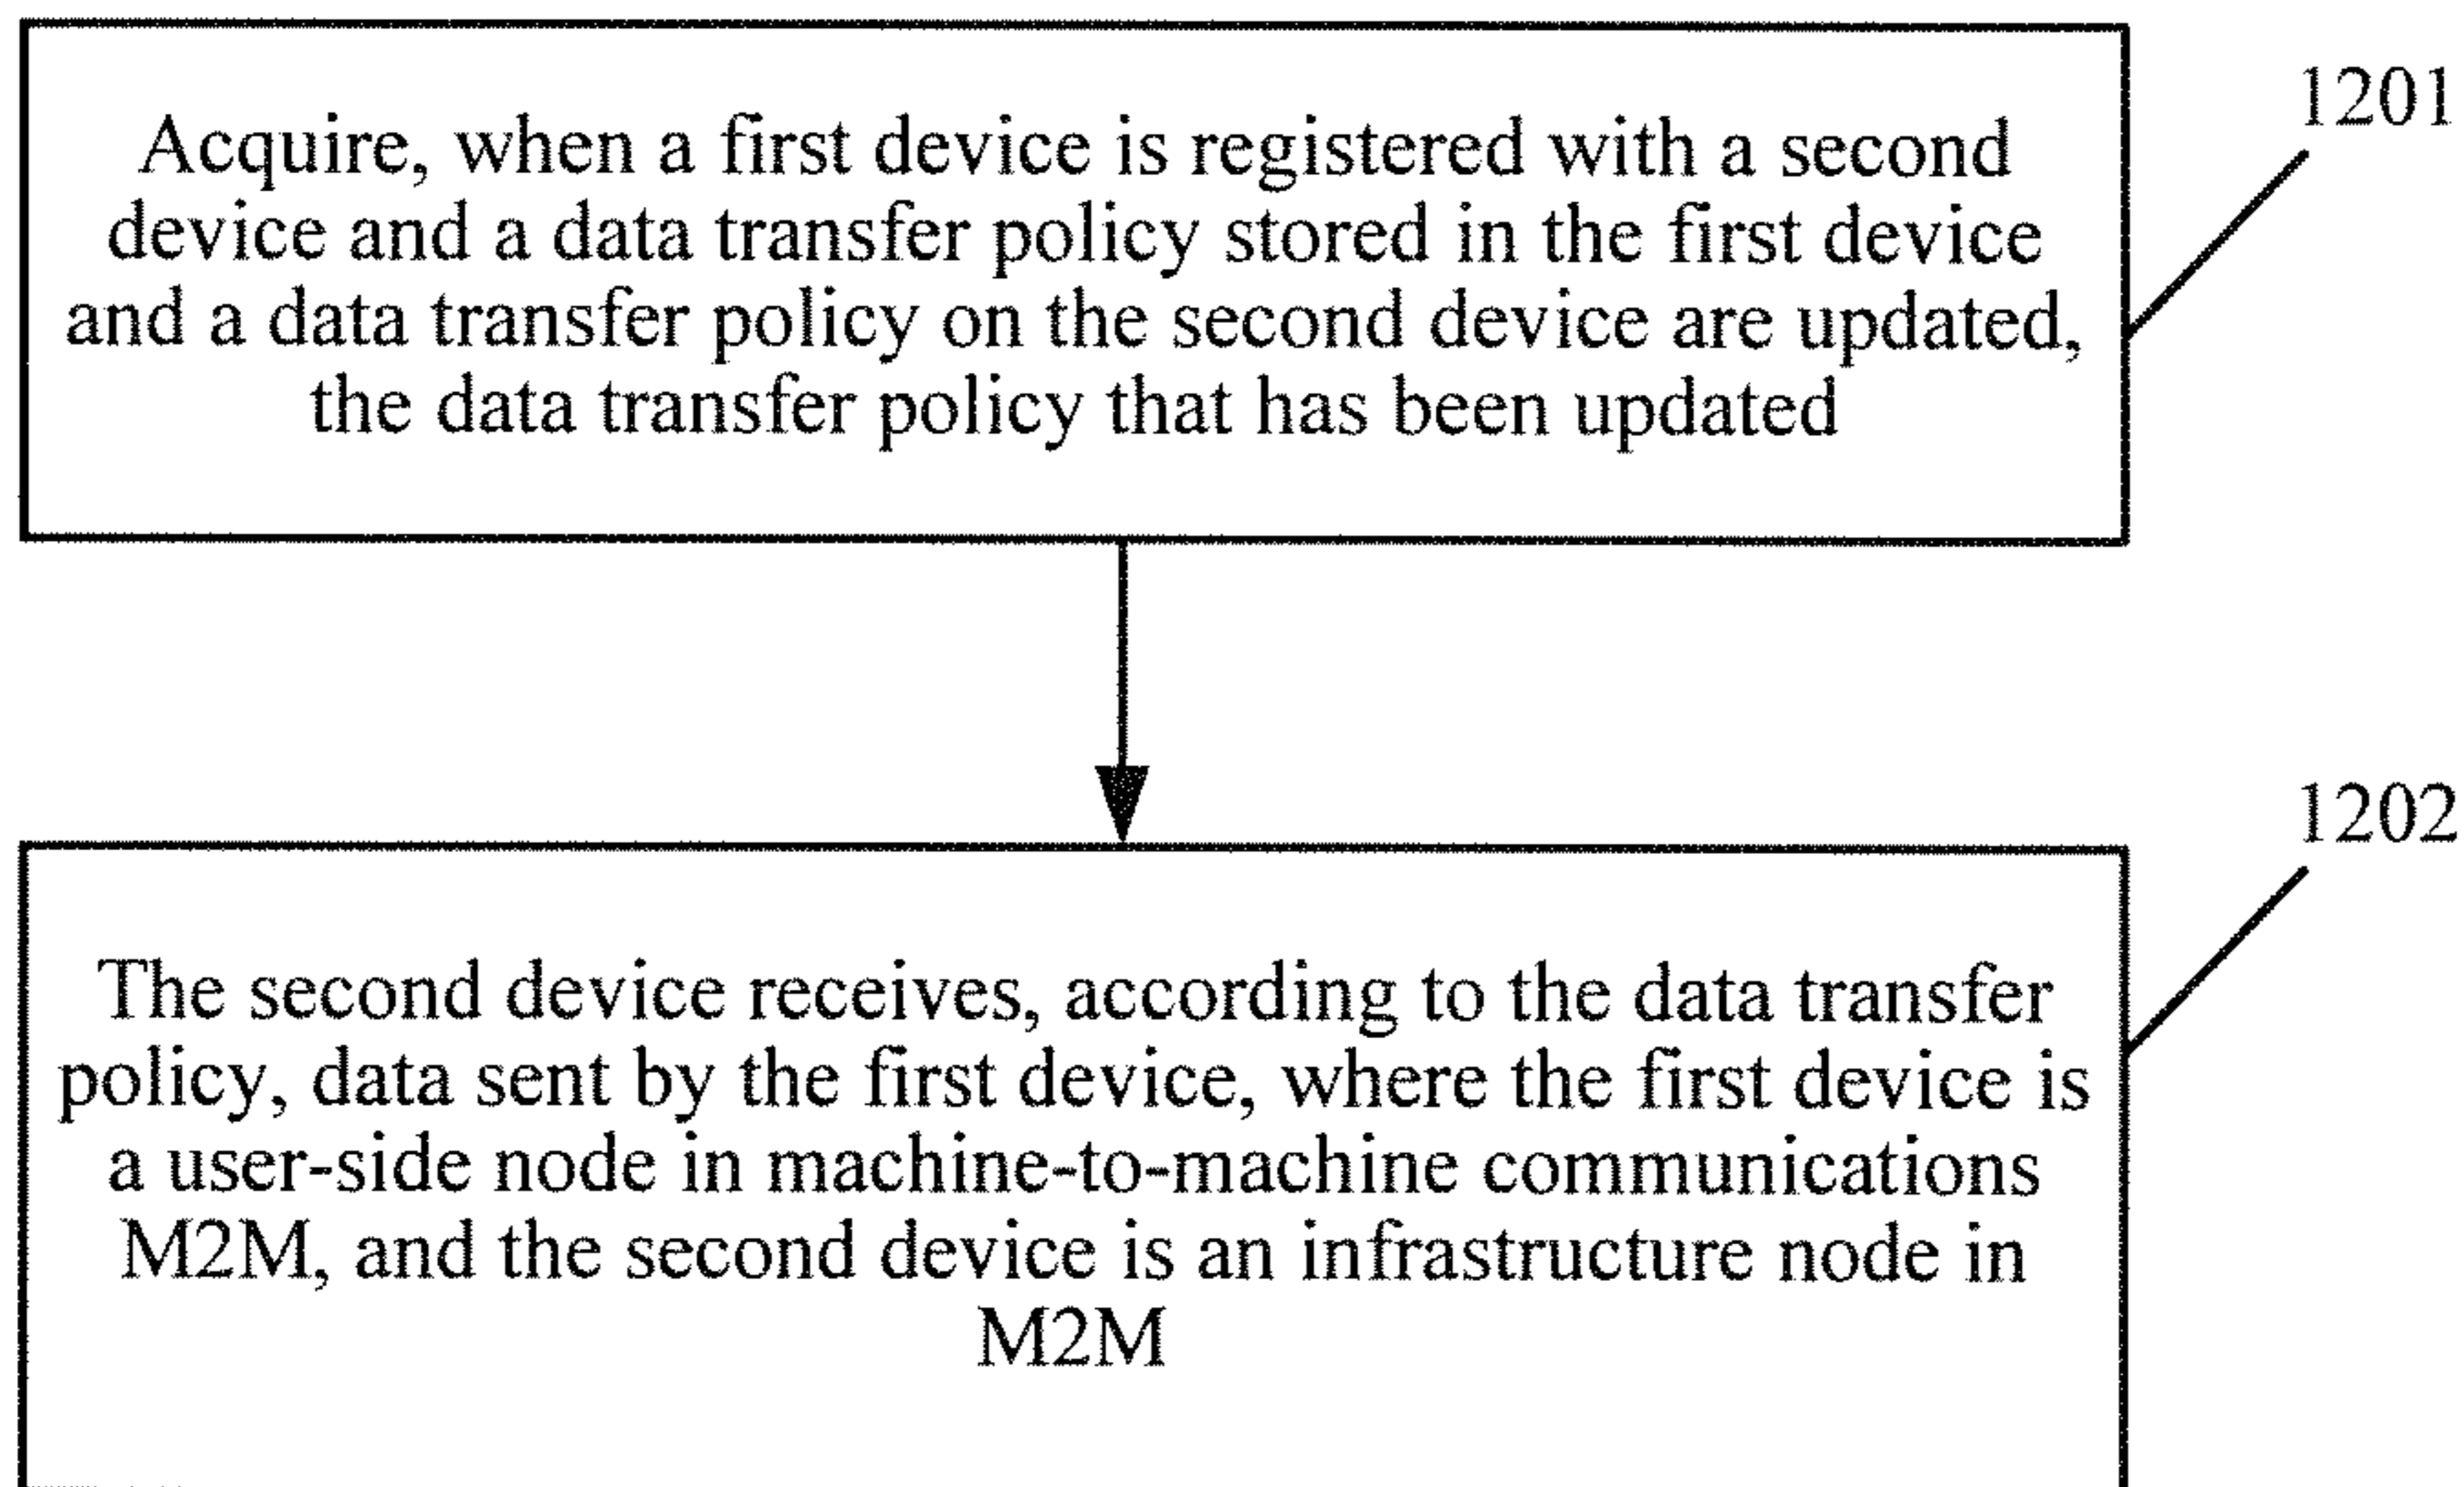 Acquire, when a first device is registered with a second
device and a data transfer policy stored in the first device
and a data transfer policy on the second device are updated,
the data transfer policy that has been updated
1201
The second device receives, according to the data transfer
policy, data sent by the first device, where the first device is
a user-side node in machine-to-machine communications
M2M, and the second device is an infrastructure node in
M2M
1202